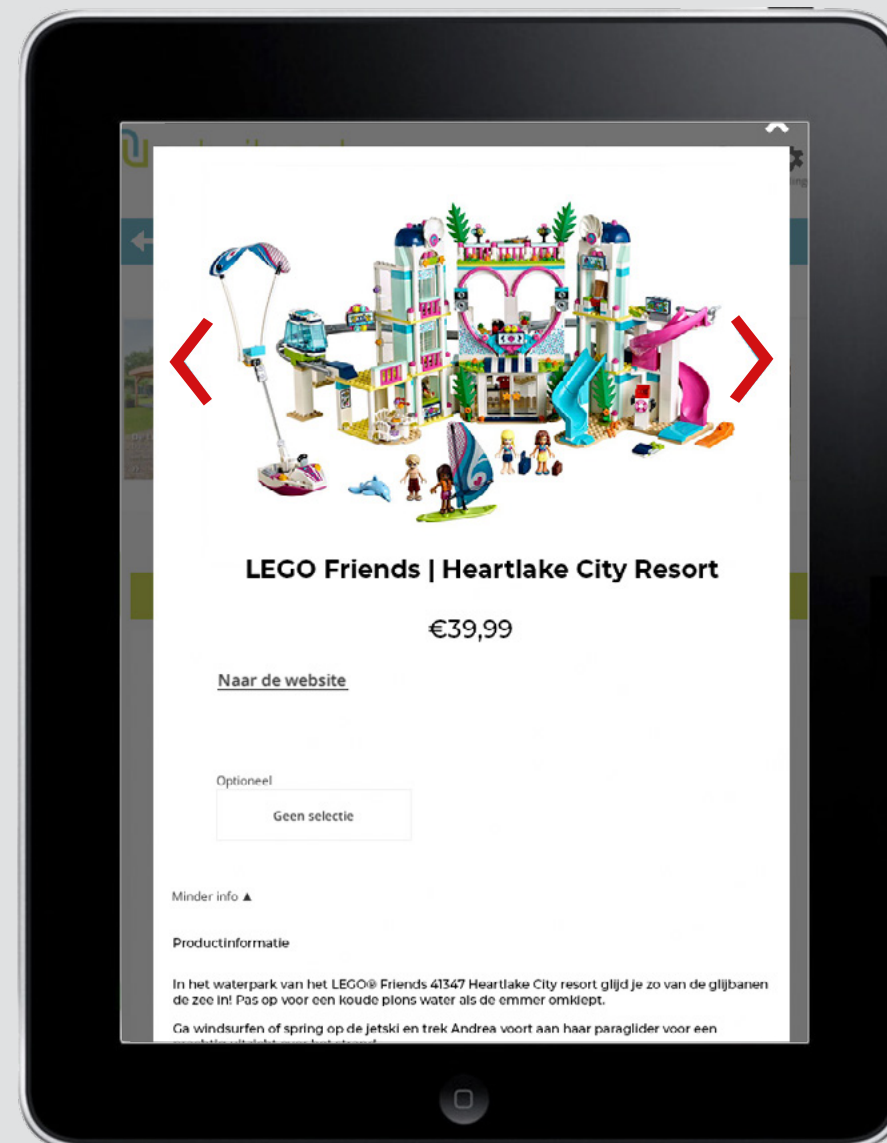 LEGO Friends | Heartlake City Resort
€39,99
Naar de website
Optioneel
Geen selectie
Minder info ▲
Productinformatie
In het waterpark van het LEGO® Friends 41347 Heartlake City resort glijd je zo van de glijbanen
de zee in! Pas op voor een koude plons water als de emmer omkiept.
Ga windsurfen of spring op de jetski en trek Andrea voort aan haar paraglider voor een